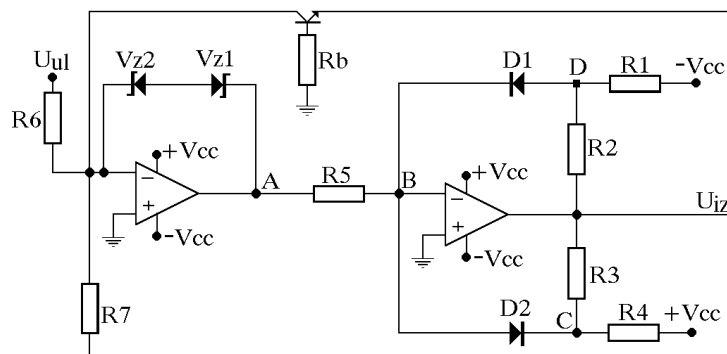 Uul
Vz2
Vz1
Rb
D1
D
R1
-Vcc
R6
R2
+Vcc
A
R5
B
+Vcc
Uiz
-Vcc
-Vcc
R3
R7
D2
C
R4
+Vcc
−
+
−
+